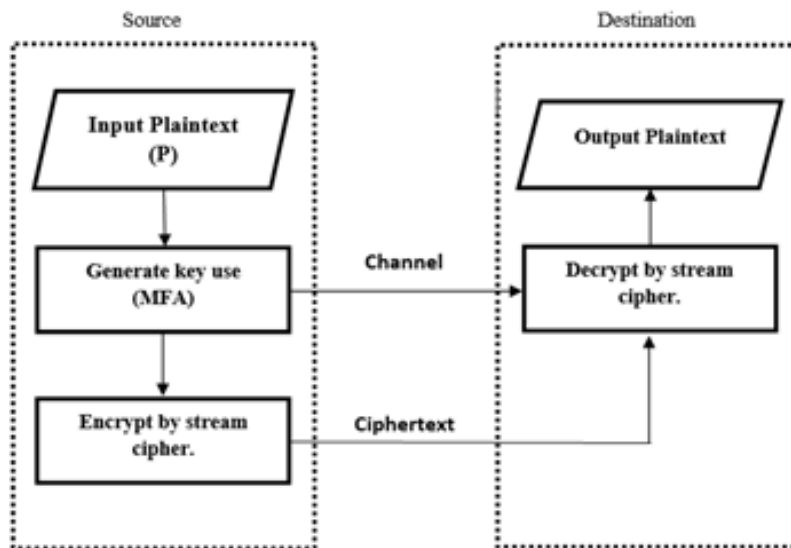 Source
Destination
Input Plaintext
(P)
Output Plaintext
Generate key use
(MFA)
Channel
Decrypt by stream
cipher.
Encrypt by stream
cipher.
Ciphertext